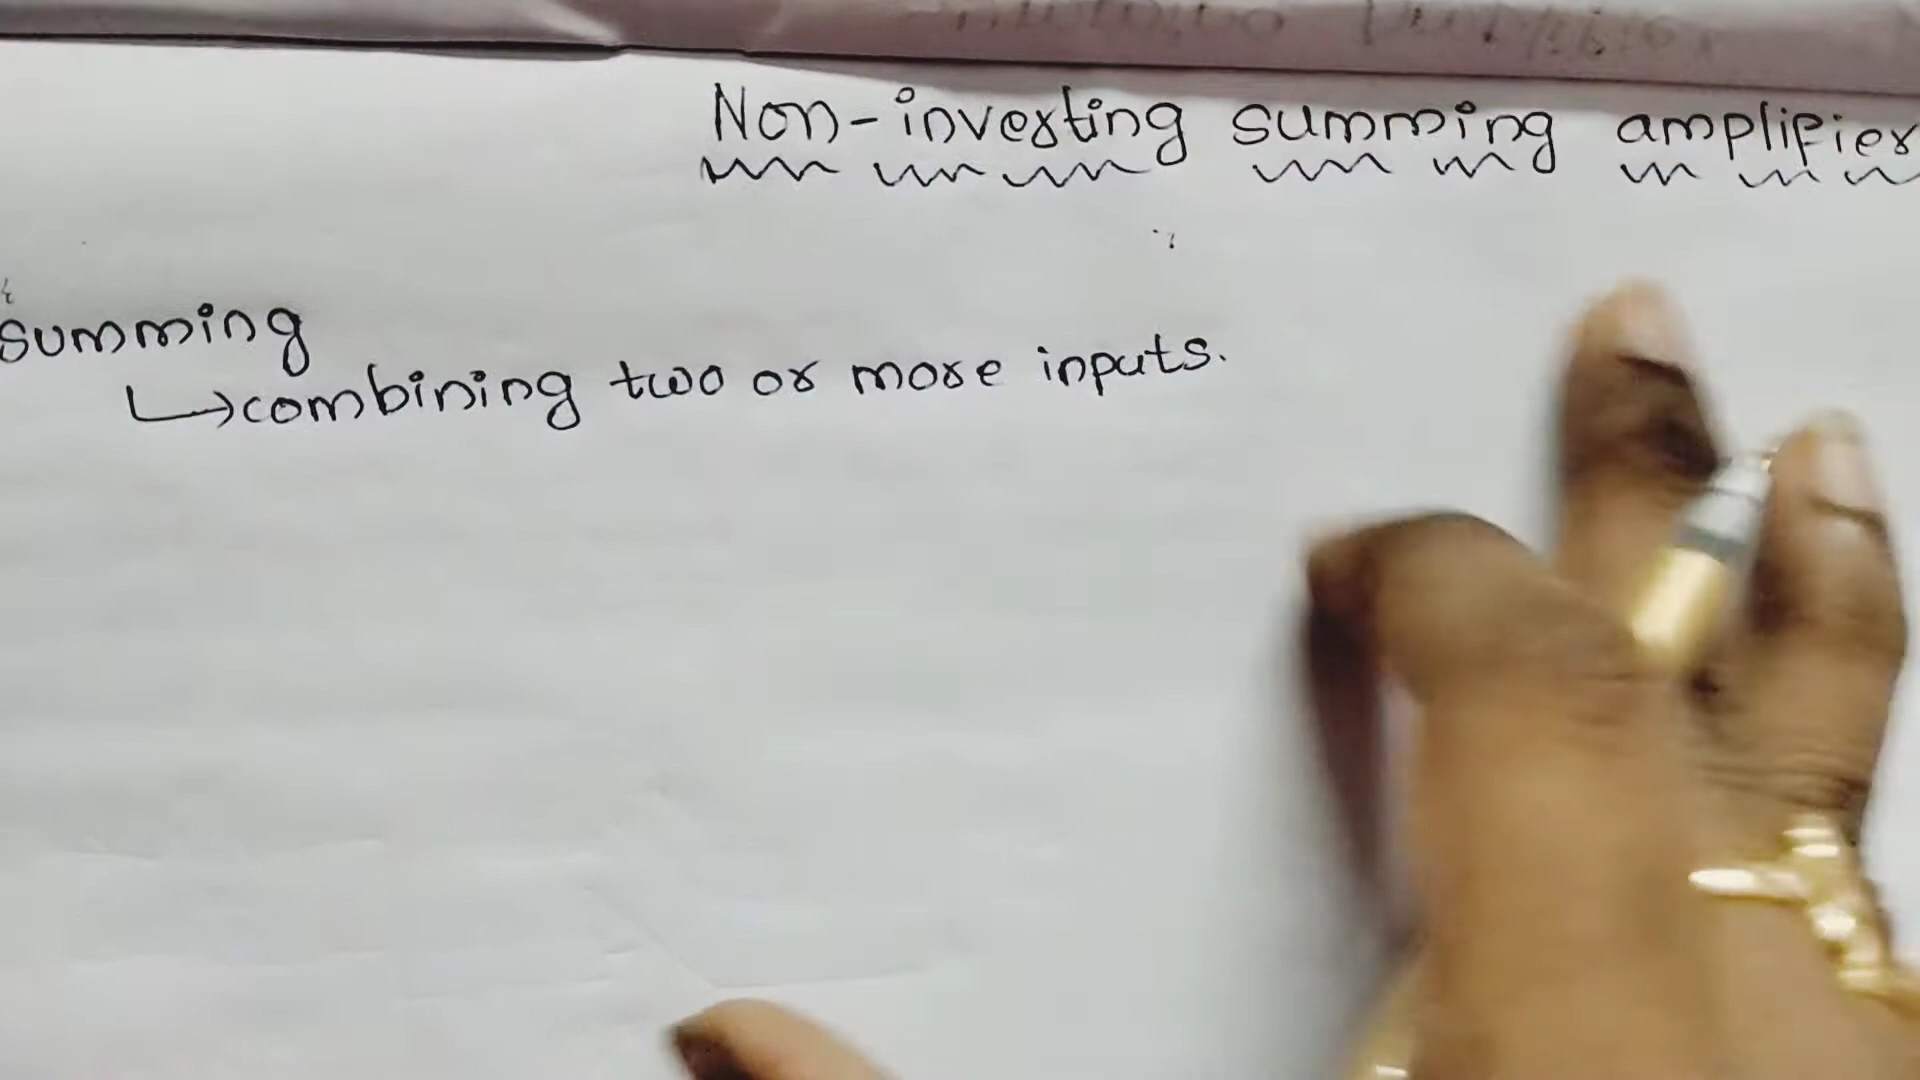 Non-inverting summing amplifier
summing
↳combining two or more inputs.